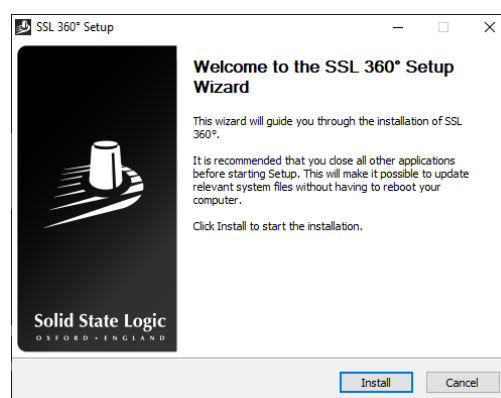 SSL 360° Setup
Welcome to the SSL 360° Setup
Wizard
This wizard will guide you through the installation of SSL
360°.
It is recommended that you close all other applications
before starting Setup. This will make it possible to update
relevant system files without having to reboot your
computer.
Click Install to start the installation.
Solid State Logic
OXFORD • ENGLAND
Install
Cancel